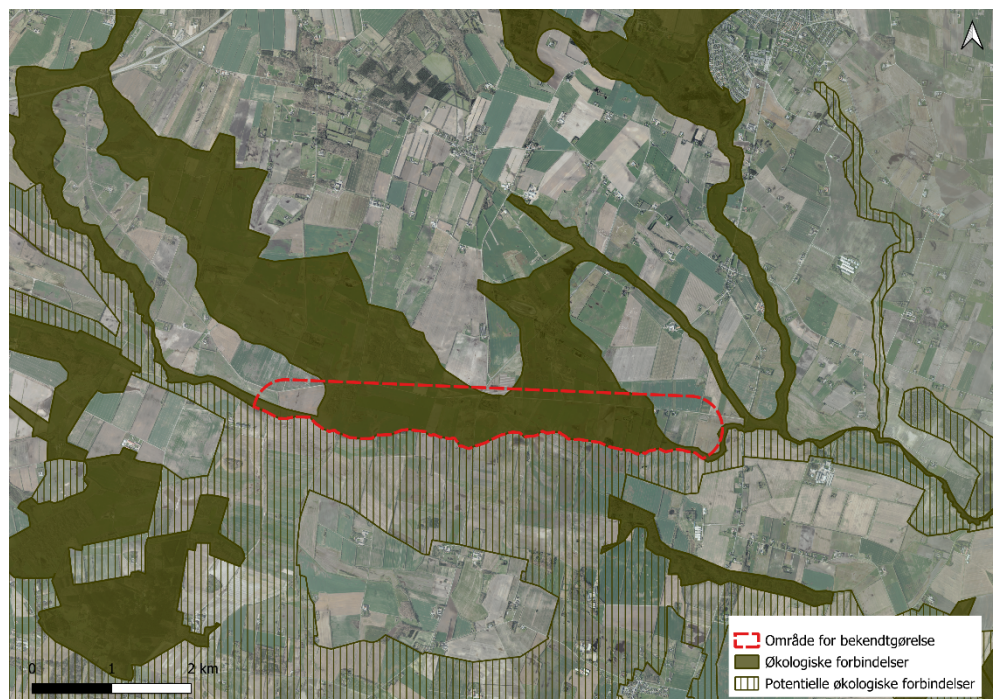 Område for bekendtgørelse
Økologiske forbindelser
Potentielle økologiske forbindelser
0 1 2 km